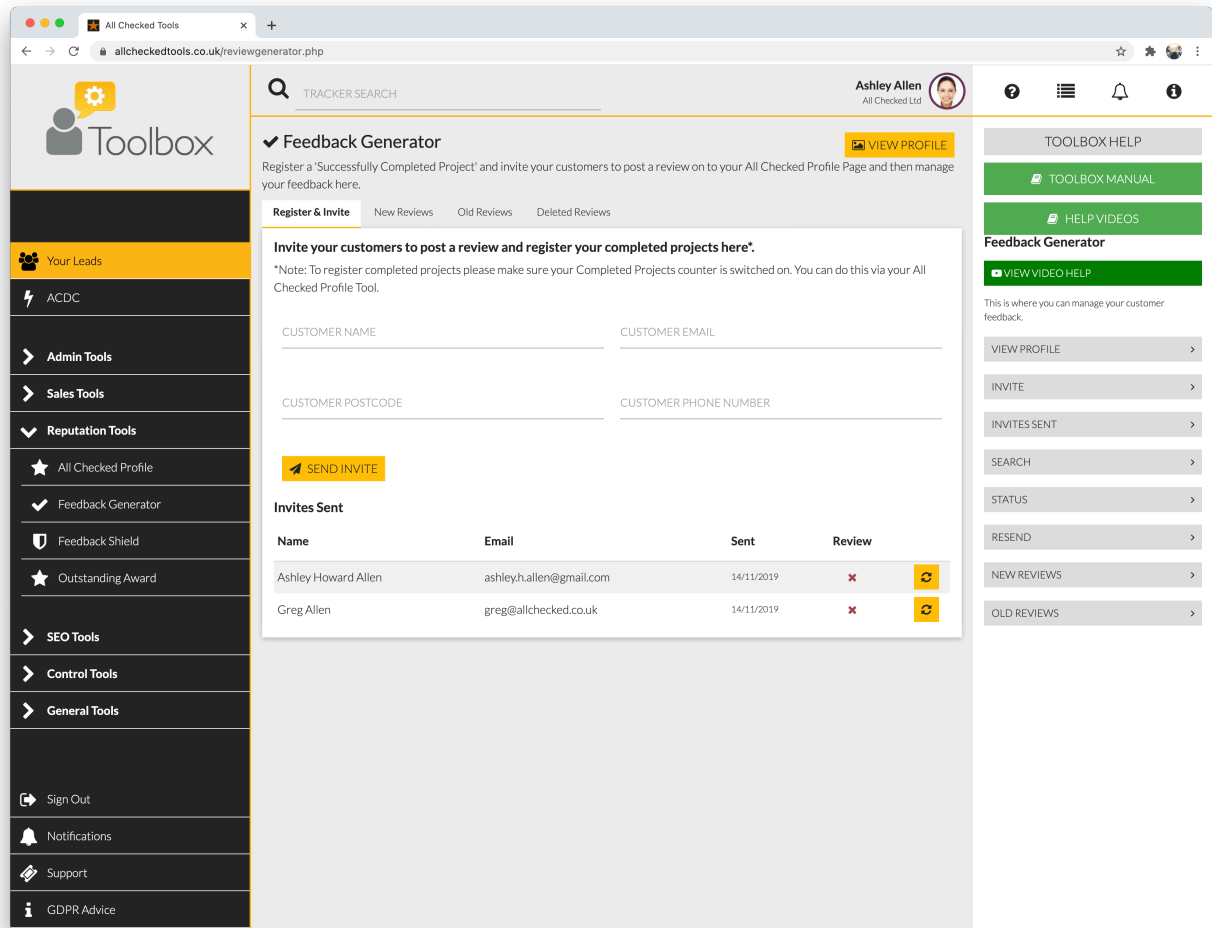 All Checked Tools
allcheckedtools.co.uk/reviewgenerator.php
Toolbox
TRACKER SEARCH
Ashley Allen
All Checked Ltd
Your Leads
ACDC
Admin Tools
Sales Tools
Reputation Tools
All Checked Profile
Feedback Generator
Feedback Shield
Outstanding Award
SEO Tools
Control Tools
General Tools
Sign Out
Notifications
Support
GDPR Advice
Feedback Generator
VIEW PROFILE
Register a 'Successfully Completed Project' and invite your customers to post a review on to your All Checked Profile Page and then manage
your feedback here.
Register & Invite
New Reviews
Old Reviews
Deleted Reviews
Invite your customers to post a review and register your completed projects here*.
*Note: To register completed projects please make sure your Completed Projects counter is switched on. You can do this via your All
Checked Profile Tool.
CUSTOMER NAME
CUSTOMER EMAIL
CUSTOMER POSTCODE
CUSTOMER PHONE NUMBER
SEND INVITE
Invites Sent
Name Email Sent Review
Ashley Howard Allen ashley.h.allen@gmail.com 14/11/2019
Greg Allen greg@allchecked.co.uk 14/11/2019
TOOLBOX HELP
TOOLBOX MANUAL
HELP VIDEOS
Feedback Generator
VIEW VIDEO HELP
This is where you can manage your customer
feedback.
VIEW PROFILE
INVITE
INVITES SENT
SEARCH
STATUS
RESEND
NEW REVIEWS
OLD REVIEWS